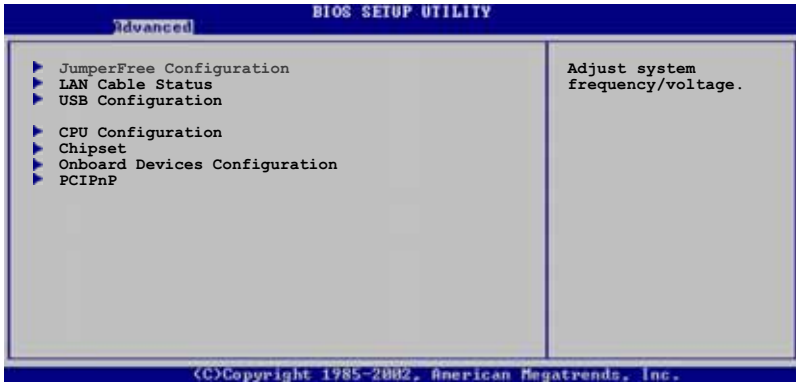 BIOS SETUP UTILITY
Advanced
JumperFree Configuration
LAN Cable Status
USB Configuration
CPU Configuration
Chipset
Onboard Devices Configuration
PCIPnP
Adjust system
frequency/voltage.
(C)Copyright 1985-2002, American Megatrends, Inc.